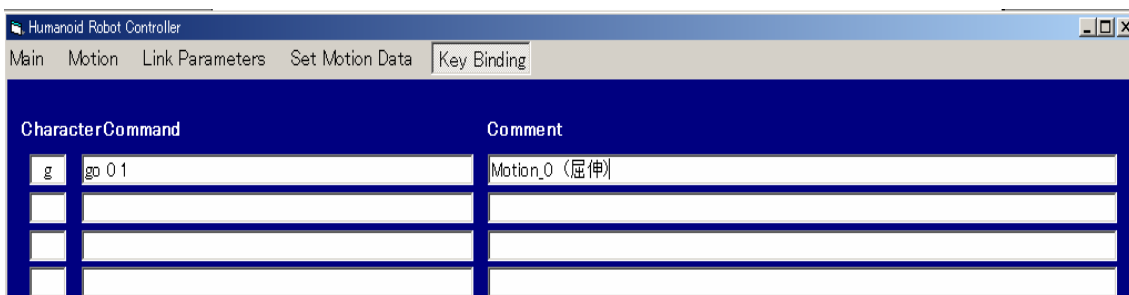 Humanoid Robot Controller
Main Motion Link Parameters Set Motion Data Key Binding
Character Command Comment
g go 0 1 Motion_0 (屈伸)